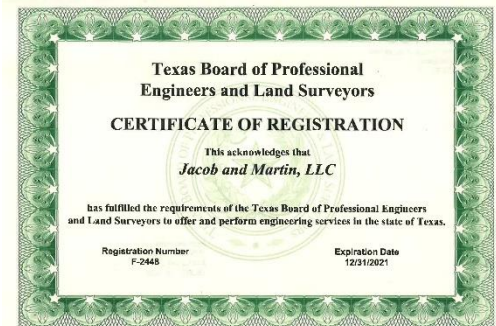 Texas Board of Professional
Engineers and Land Surveyors
CERTIFICATE OF REGISTRATION
This acknowledges that
Jacob and Martin, LLC
has fulfilled the requirements of the Texas Board of Professional Engineers
and Land Surveyors to offer and perform engineering services in the state of Texas.
Registration Number
F-2448
Expiration Date
12/31/2021